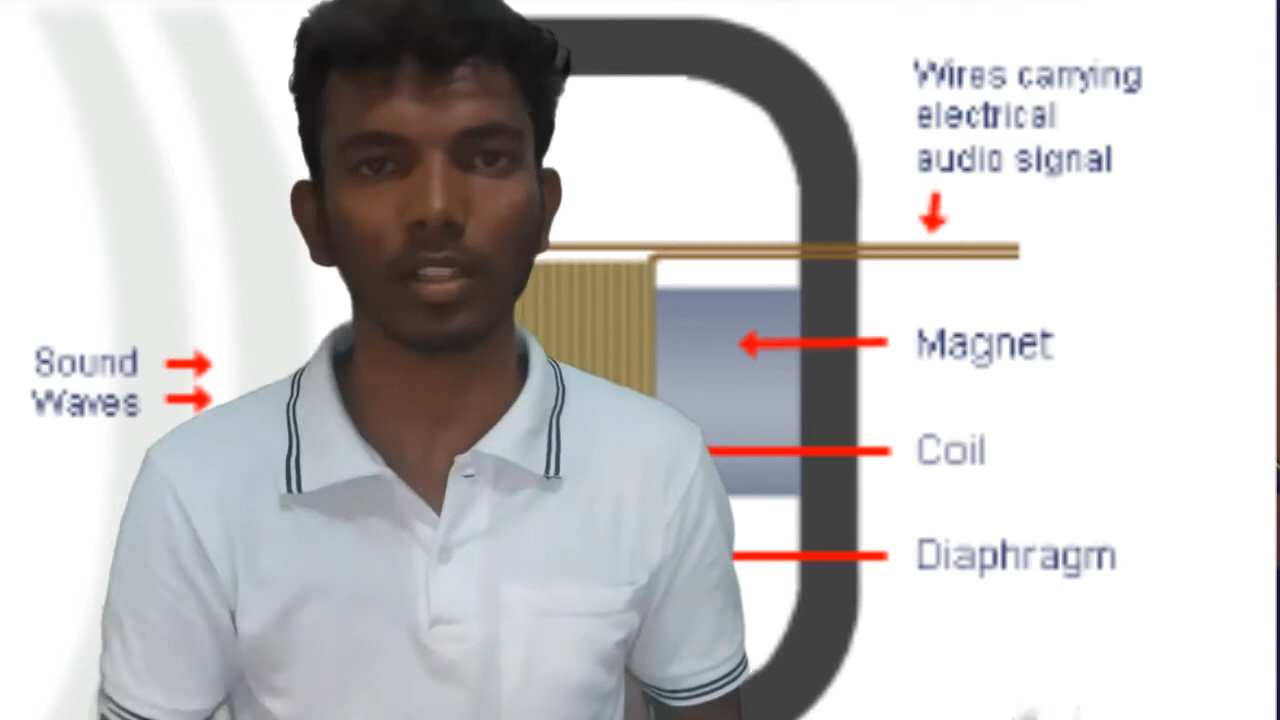 Wires carrying
electrical
audio signal
Sound
Waves
Magnet
Coil
Diaphragm